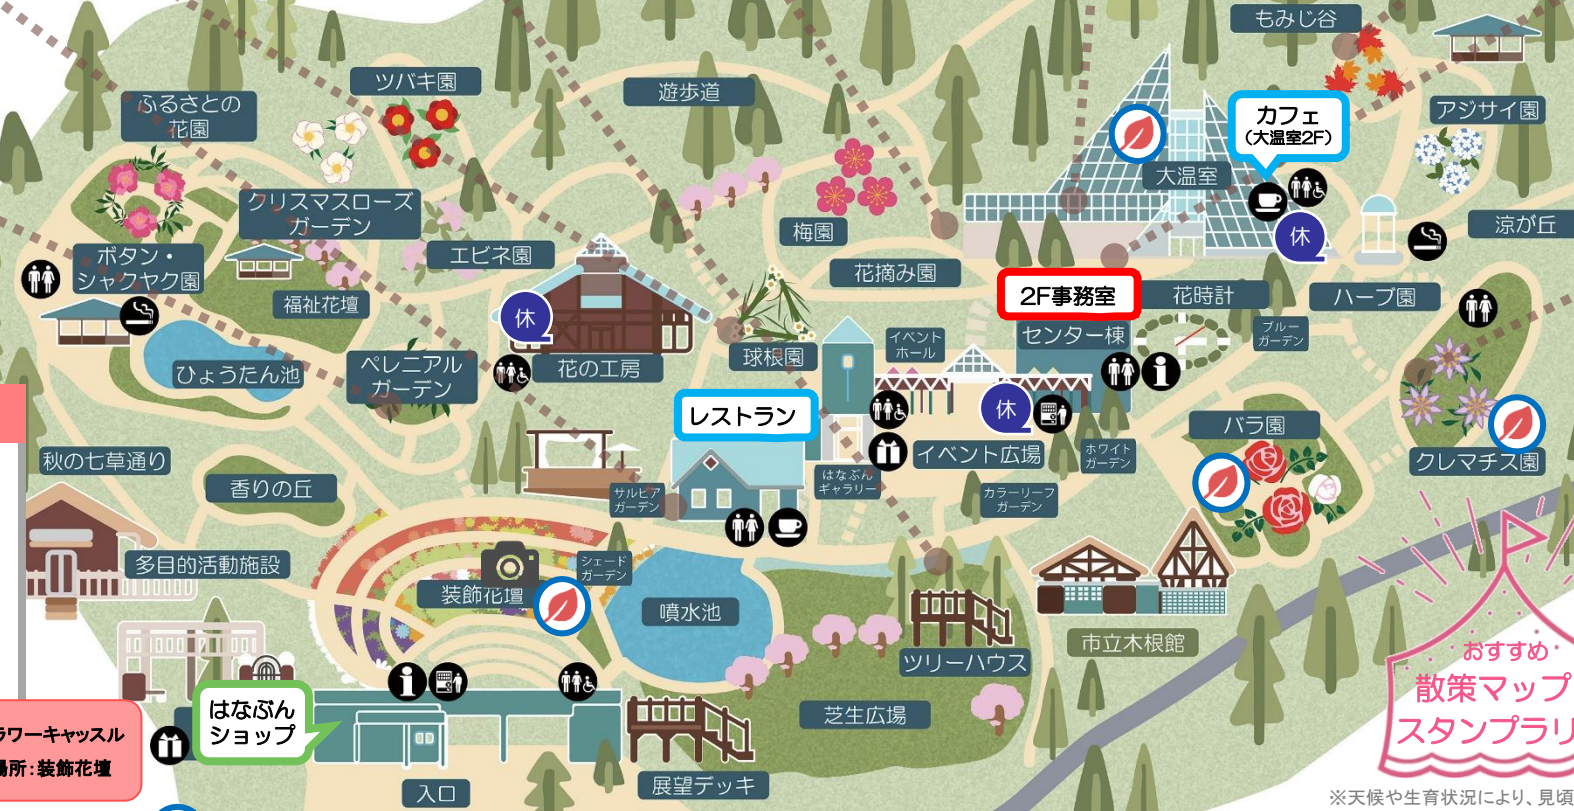 もみじ谷
ツバキ園
遊歩道
ふるさとの
花園
カフェ
(大温室2F)
アジサイ園
大温室
クリスマスローズ
ガーデン
梅園
涼が丘
休
ボタン・
シャクヤク園
エビネ園
花摘み園
2F事務室
花時計
ハーブ園
福祉花壇
休
センター棟
ブルー
ガーデン
イベント
ホール
球根園
ひょうたん池
ペレニアル
ガーデン
花の工房
i
レストラン
休
バラ園
イベント広場
ホワイト
ガーデン
クレマチス園
秋の七草通り
香りの丘
はなぶん
ギャラリー
サルビア
ガーデン
カラーリーフ
ガーデン
多目的活動施設
シェード
ガーデン
装飾花壇
噴水池
市立木根館
ツリーハウス
おすすめ
散策マップ
スタンプラリ
i
はなぶん
ショップ
芝生広場
ラワーキャッスル
場所:装飾花壇
展望デッキ
入口
※天候や生育状況により、見頃